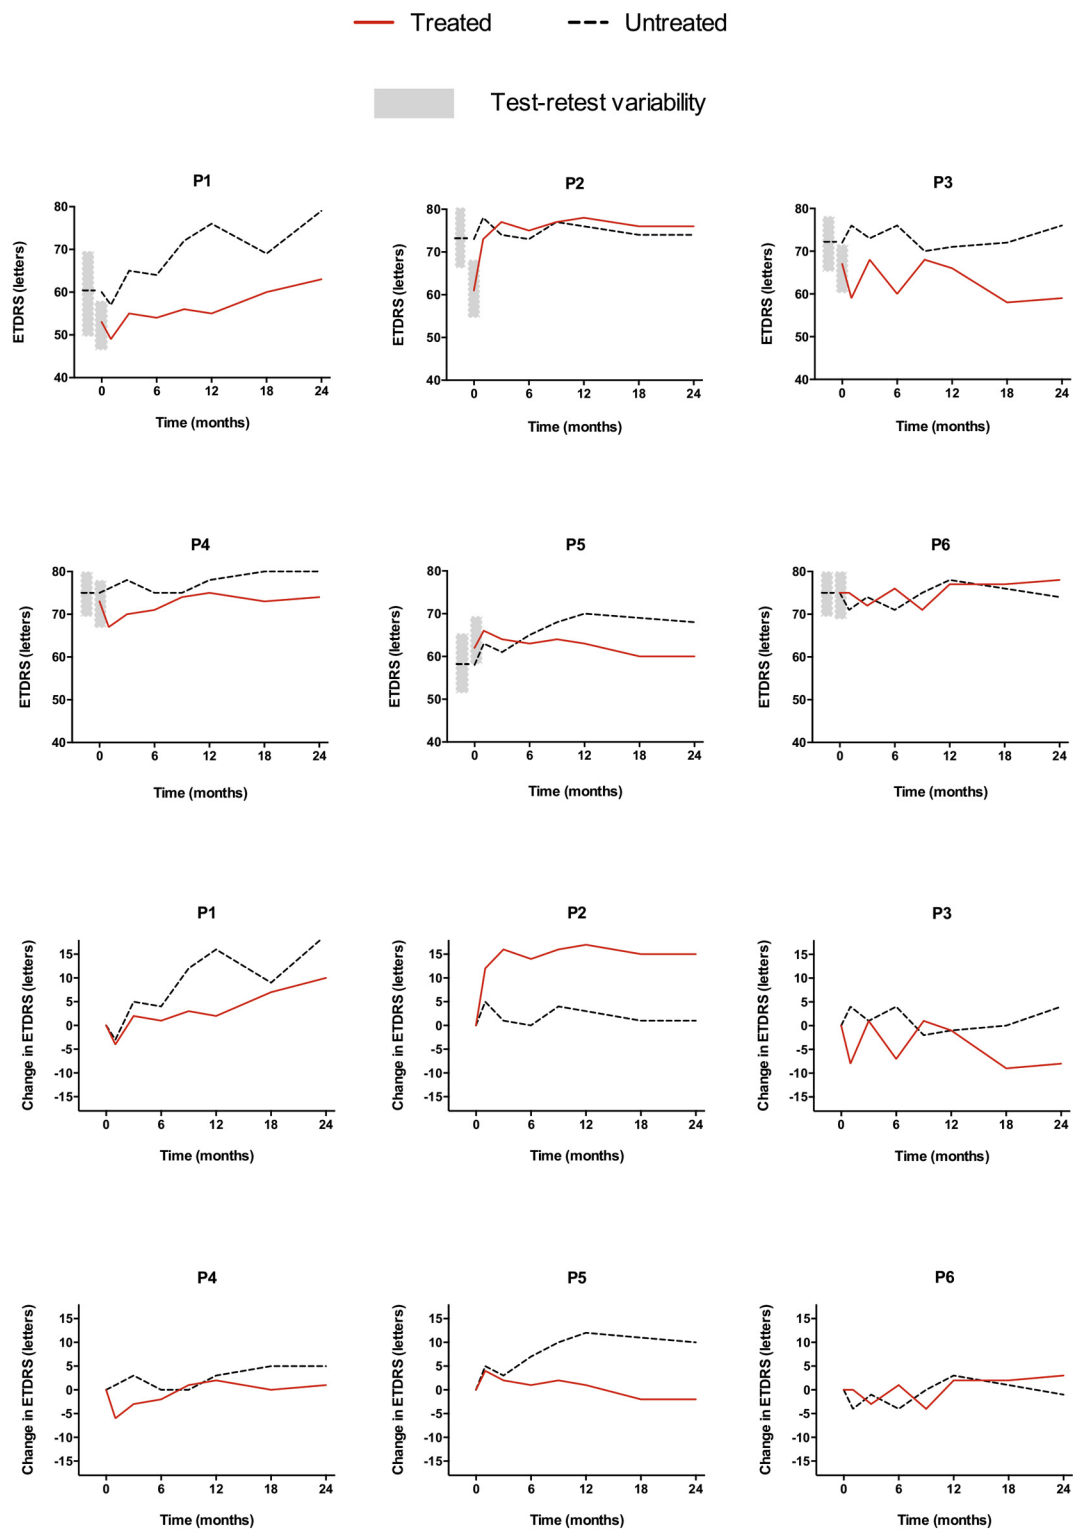 Treated Untreated
Test-retest variability
P1
ETDRS (letters)
80
70
60
50
40
0 6 12 18 24
Time (months)
P2
ETDRS (letters)
80
70
60
50
40
0 6 12 18 24
Time (months)
P3
ETDRS (letters)
80
70
60
50
40
0 6 12 18 24
Time (months)
P4
ETDRS (letters)
80
70
60
50
40
0 6 12 18 24
Time (months)
P5
ETDRS (letters)
80
70
60
50
40
0 6 12 18 24
Time (months)
P6
ETDRS (letters)
80
70
60
50
40
0 6 12 18 24
Time (months)
P1
Change in ETDRS (letters)
15
10
5
0
-5
-10
-15
0 6 12 18 24
Time (months)
P2
Change in ETDRS (letters)
15
10
5
0
-5
-10
-15
0 6 12 18 24
Time (months)
P3
Change in ETDRS (letters)
15
10
5
0
-5
-10
-15
0 6 12 18 24
Time (months)
P4
Change in ETDRS (letters)
15
10
5
0
-5
-10
-15
0 6 12 18 24
Time (months)
P5
Change in ETDRS (letters)
15
10
5
0
-5
-10
-15
0 6 12 18 24
Time (months)
P6
Change in ETDRS (letters)
15
10
5
0
-5
-10
-15
0 6 12 18 24
Time (months)